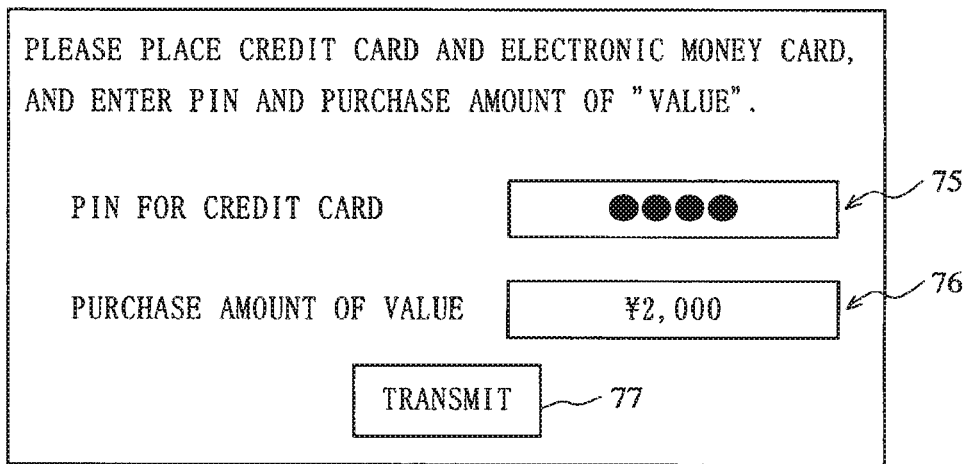 PLEASE PLACE CREDIT CARD AND ELECTRONIC MONEY CARD,
AND ENTER PIN AND PURCHASE AMOUNT OF "VALUE".
PIN FOR CREDIT CARD ●●●● 75
PURCHASE AMOUNT OF VALUE ¥2,000 76
TRANSMIT 77